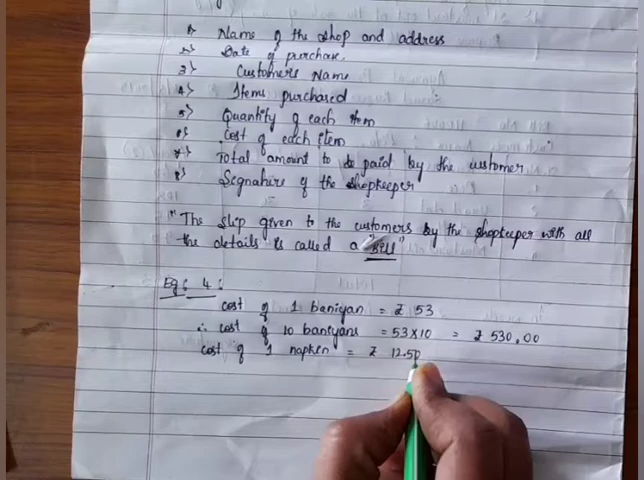 1> Name of the shop and address
2> Date of purchase.
3> Customers Name
4> Items purchased
5> Quantity of each item
6> Cost of each item
7> Total amount to be paid by the customer
8> Signature of the shopkeeper
"The slip given to the customers by the shopkeeper with all
the details is called a "Bill"
Eg: 4:
cost of 1 baniyan = ₹ 53
∴ cost of 10 baniyans = 53×10 = ₹ 530.00
cost of 1 napken = ₹ 12.50